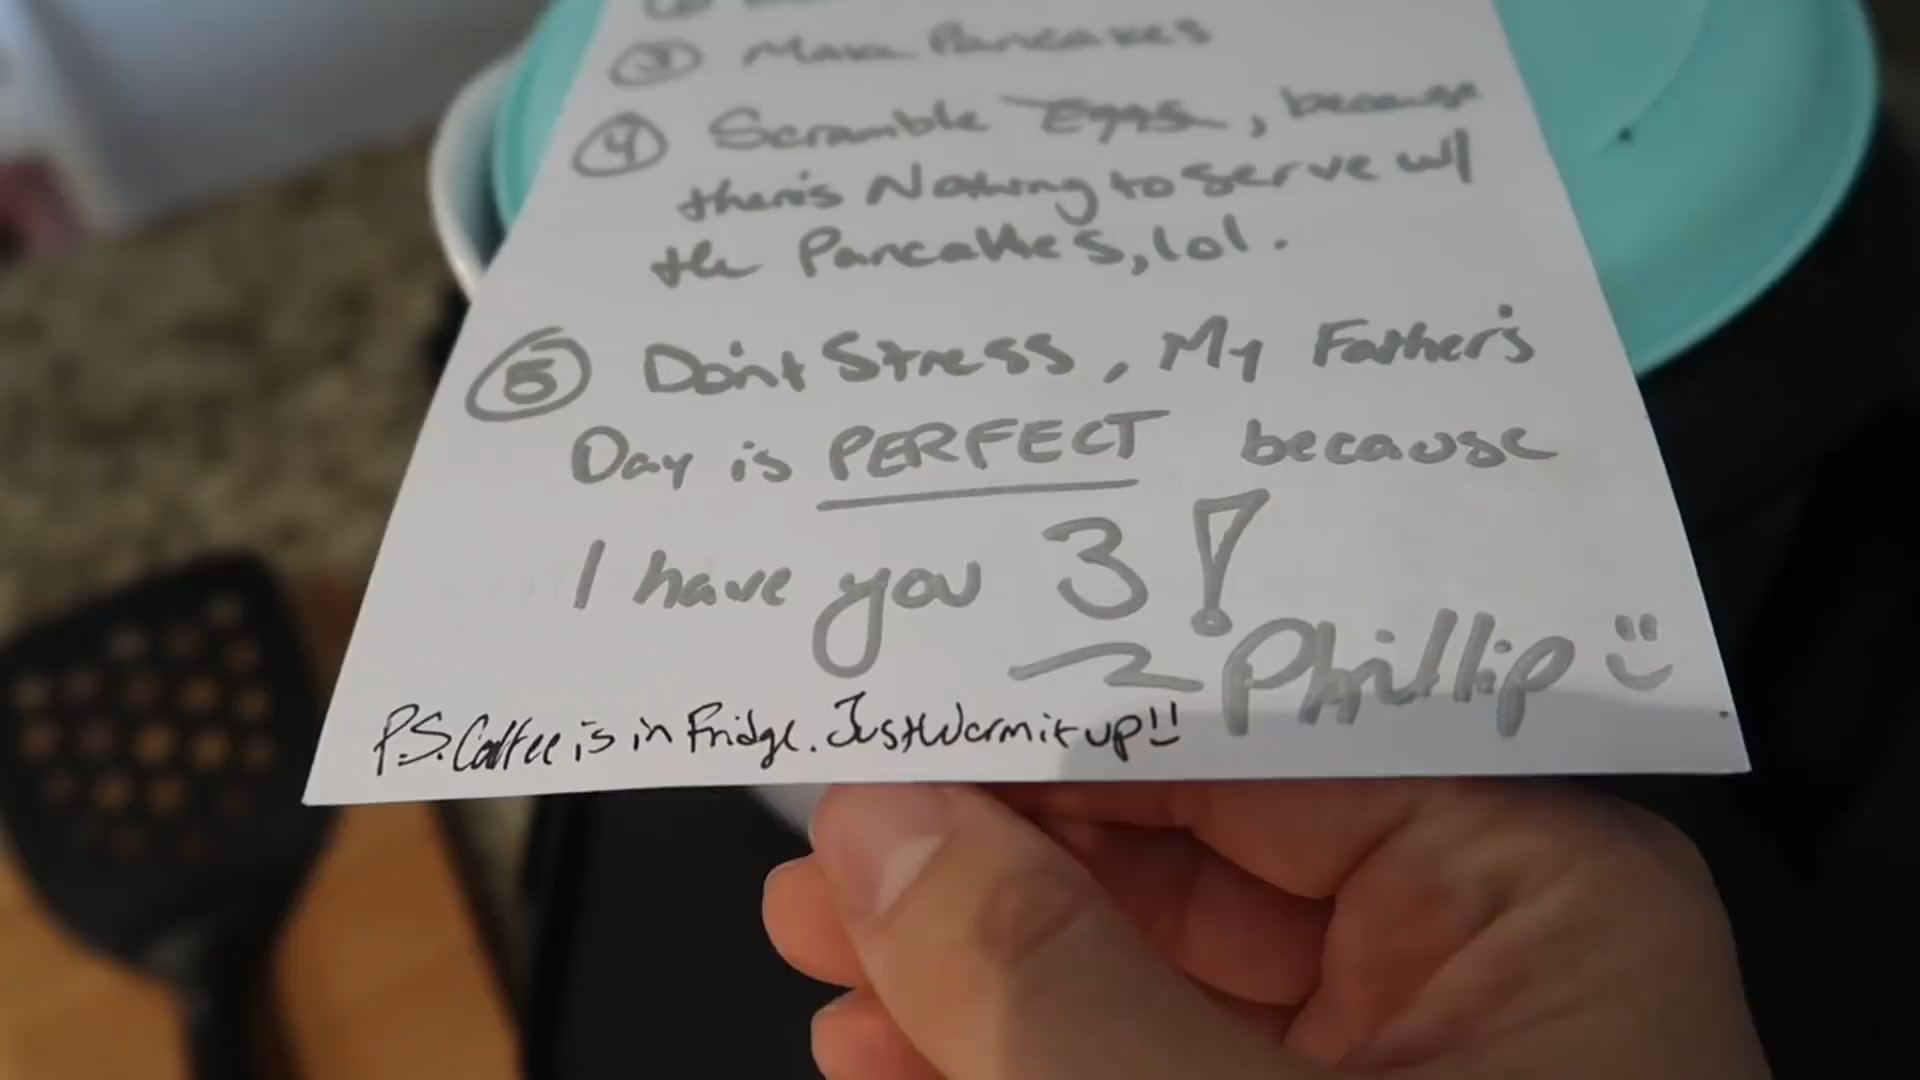 ③ Make Pancakes
④ Scramble Eggs, because
there's Nothing to serve w/
the Pancakes, lol.
⑤ Don't Stress, My Father's
Day is PERFECT because
I have you 3!
~Phillip
P.S. Coffee is in Fridge. Just Warm it up!!